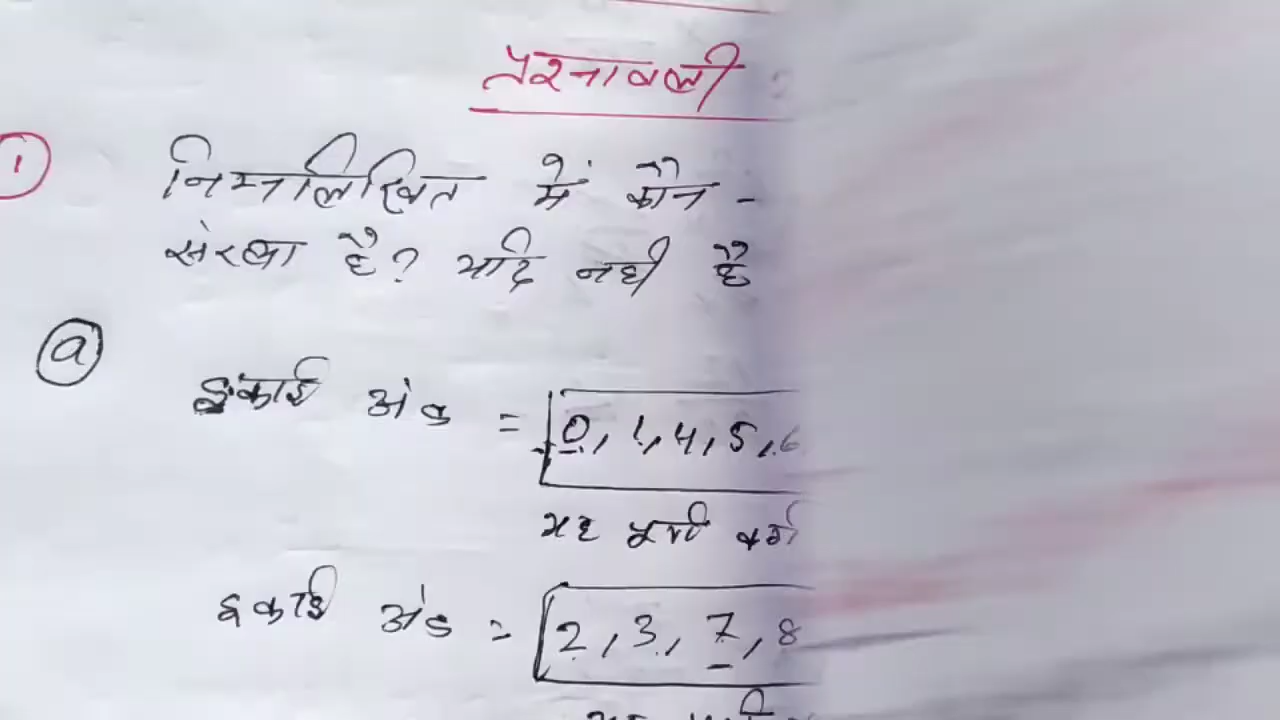 प्रश्नावली
1 निम्नलिखित में कौन -
संख्या है? यदि नही है
a
इकाई अंक = 0, 1, 4, 5, 6
यह पूर्ण वर्ग
इकाई अंक = 2, 3, 7, 8